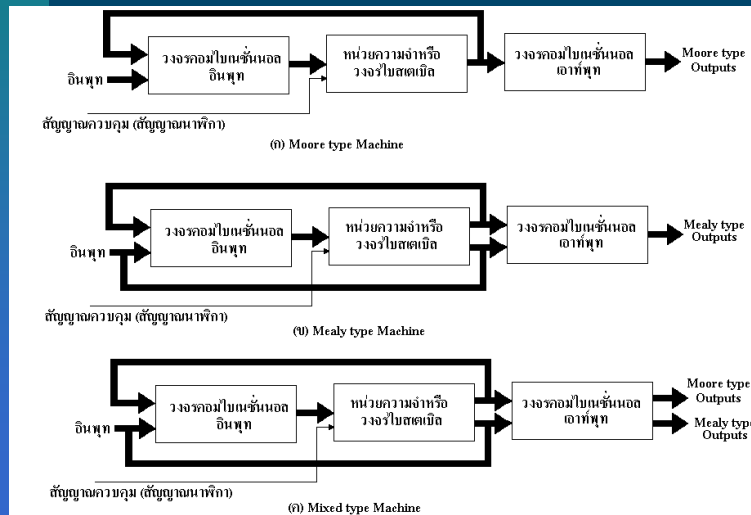 วงจรคอมไบเนชั่นนอล
อินพุท
หน่วยความจำหรือ
วงจรไบสเตเบิล
วงจรคอมไบเนชั่นนอล
เอาท์พุท
Moore type
Outputs
อินพุท
สัญญาณควบคุม (สัญญาณนาฬิกา)
(ก) Moore type Machine
วงจรคอมไบเนชั่นนอล
อินพุท
หน่วยความจำหรือ
วงจรไบสเตเบิล
วงจรคอมไบเนชั่นนอล
เอาท์พุท
Mealy type
Outputs
อินพุท
สัญญาณควบคุม (สัญญาณนาฬิกา)
(ข) Mealy type Machine
วงจรคอมไบเนชั่นนอล
อินพุท
หน่วยความจำหรือ
วงจรไบสเตเบิล
วงจรคอมไบเนชั่นนอล
เอาท์พุท
Moore type
Outputs
Mealy type
Outputs
อินพุท
สัญญาณควบคุม (สัญญาณนาฬิกา)
(ค) Mixed type Machine